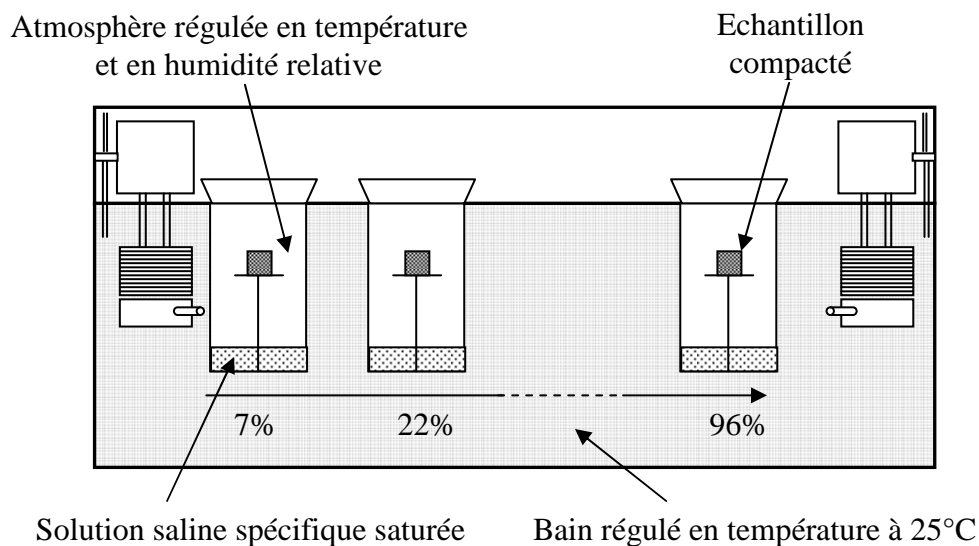 Atmosphère régulée en température
et en humidité relative
Echantillon
compacté
7%
22%
96%
Solution saline spécifique saturée
Bain régulé en température à 25°C